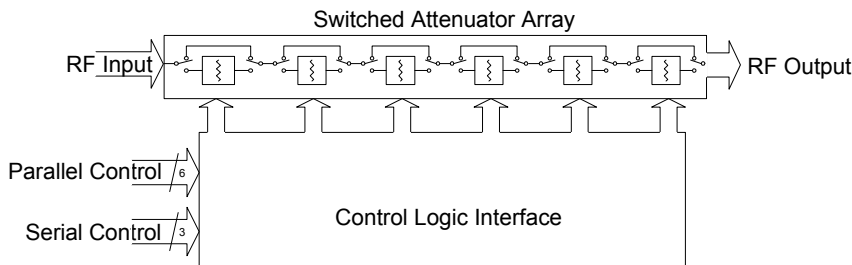 Switched Attenuator Array
RF Input
RF Output
Parallel Control
6
Serial Control
3
Control Logic Interface